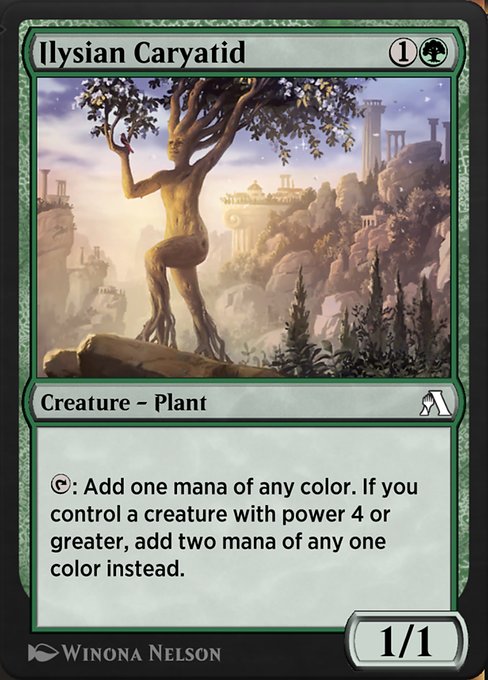 Ilysian Caryatid 1
Creature – Plant
: Add one mana of any color. If you
control a creature with power 4 or
greater, add two mana of any one
color instead.
1/1
Winona Nelson